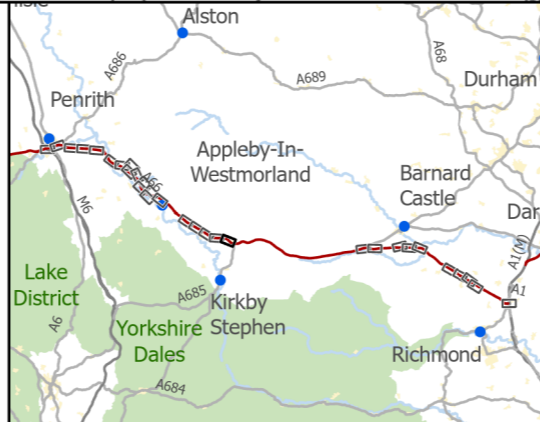 Alston
A686
A68
A689
Durham
Penrith
Appleby-In-
Westmorland
A66
Barnard
Castle
M6
Dar
A1(M)
Lake
District
A685
A1
Kirkby
Stephen
A6
Yorkshire
Dales
Richmond
A684